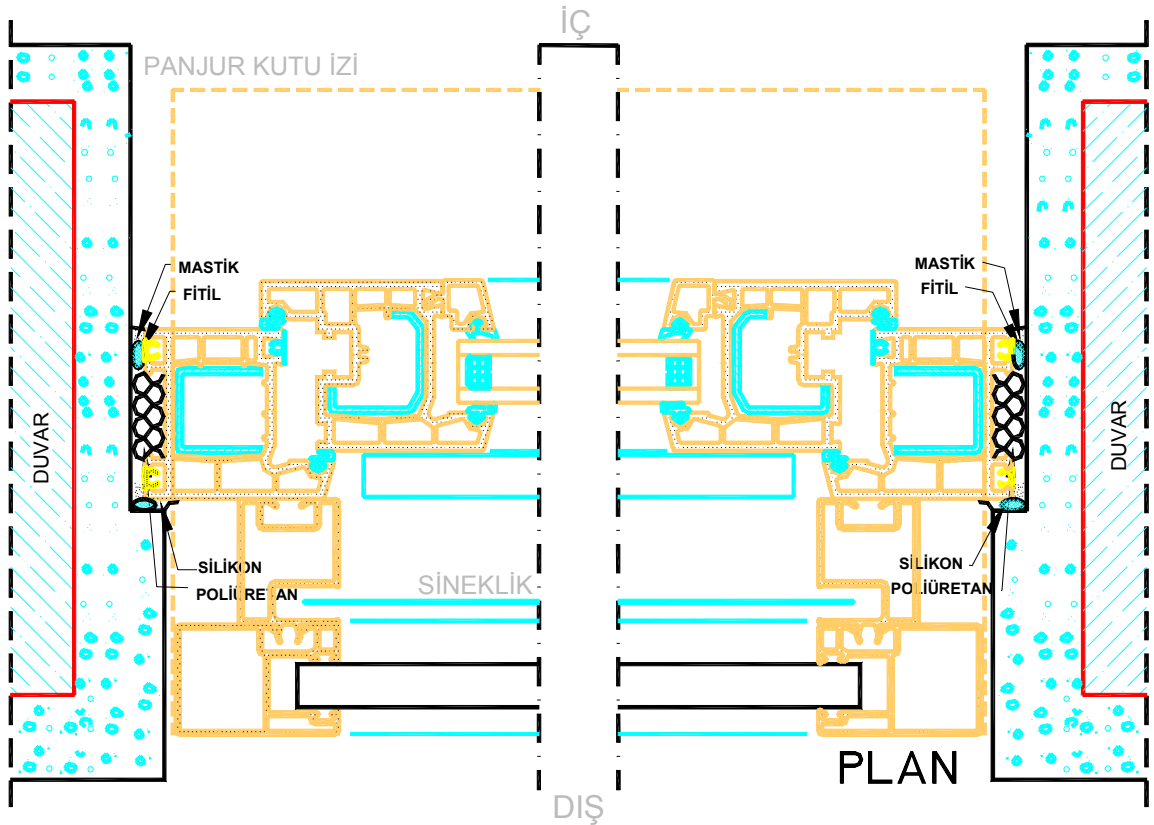 İÇ
PANJUR KUTU İZİ
MASTİK
FİTİL
MASTİK
FİTİL
DUVAR
DUVAR
SİLİKON
POLİÜRETAN
SİNEKLİK
SİLİKON
POLİÜRETAN
PLAN
DIŞ